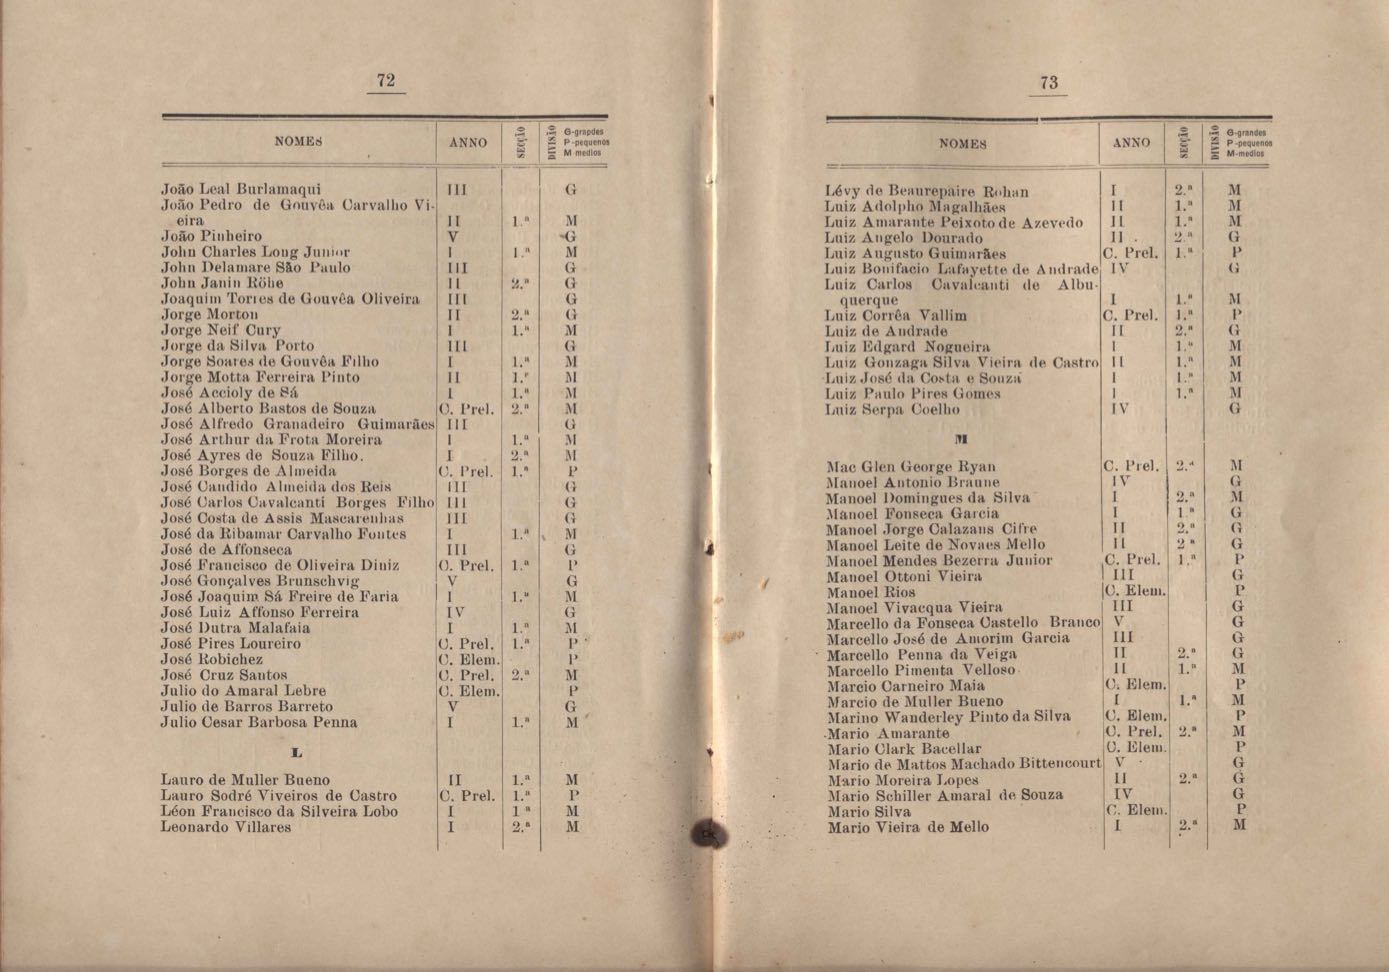 72
NOMES ANNO SECÇÃO DIVISÃO G-grandes
P-pequenos
M medios
João Leal Burlamaqui III G
João Pedro de Gouvêa Carvalho Vi-
eira II 1.ª M
João Pinheiro V G
John Charles Long Junior I 1.ª M
John Delamare São Paulo III G
John Janin Röhe II 2.ª G
Joaquim Torres de Gouvêa Oliveira III G
Jorge Morton II 2.ª G
Jorge Neif Cury I 1.ª M
Jorge da Silva Porto III G
Jorge Soares de Gouvêa Filho I 1.ª M
Jorge Motta Ferreira Pinto II 1.ª M
José Accioly de Sá I 1.ª M
José Alberto Bastos de Souza C. Prel. 2.ª M
José Alfredo Granadeiro Guimarães III G
José Arthur da Frota Moreira I 1.ª M
José Ayres de Souza Filho. I 2.ª M
José Borges de Almeida C. Prel. 1.ª P
José Candido Almeida dos Reis III G
José Carlos Cavalcanti Borges Filho III G
José Costa de Assis Mascarenhas III G
José da Ribamar Carvalho Fontes I 1.ª M
José de Affonseca III G
José Francisco de Oliveira Diniz C. Prel. 1.ª P
José Gonçalves Brunschvig V G
José Joaquim Sá Freire de Faria I 1.ª M
José Luiz Affonso Ferreira IV G
José Dutra Malafaia I 1.ª M
José Pires Loureiro C. Prel. 1.ª P
José Robichez C. Elem. P
José Cruz Santos C. Prel. 2.ª M
Julio do Amaral Lebre C. Elem. P
Julio de Barros Barreto V G
Julio Cesar Barbosa Penna I 1.ª M
L
Lauro de Muller Bueno II 1.ª M
Lauro Sodré Viveiros de Castro C. Prel. 1.ª P
Léon Francisco da Silveira Lobo I 1ª M
Leonardo Villares I 2.ª M
73
NOMES ANNO SECÇÃO DIVISÃO G-grandes
P-pequenos
M-medios
Lévy de Beaurepaire Rohan I 2.ª M
Luiz Adolpho Magalhães II 1.ª M
Luiz Amarante Peixoto de Azevedo II 1.ª M
Luiz Angelo Dourado II 2.ª G
Luiz Augusto Guimarães C. Prel. 1.ª P
Luiz Bonifacio Lafayette de Andrade IV G
Luiz Carlos Cavalcanti de Albu-
querque I 1.ª M
Luiz Corrêa Vallim C. Prel. 1.ª P
Luiz de Andrade II 2.ª G
Luiz Edgard Nogueira I 1.ª M
Luiz Gonzaga Silva Vieira de Castro II 1.ª M
Luiz José da Costa e Souza I 1.ª M
Luiz Paulo Pires Gomes I 1.ª M
Luiz Serpa Coelho IV G
M
Mac Glen George Ryan C. Prel. 2.ª M
Manoel Antonio Braune IV G
Manoel Domingues da Silva I 2.ª M
Manoel Fonseca Garcia I 1.ª G
Manoel Jorge Calazans Cifre II 2.ª G
Manoel Leite de Novaes Mello II 2ª G
Manoel Mendes Bezerra Junior C. Prel. 1.ª P
Manoel Ottoni Vieira III G
Manoel Rios C. Elem. P
Manoel Vivacqua Vieira III G
Marcello da Fonseca Castello Branco V G
Marcello José de Amorim Garcia III G
Marcello Penna da Veiga II 2.ª G
Marcello Pimenta Velloso II 1.ª M
Marcio Carneiro Maia C. Elem. P
Marcio de Muller Bueno I 1.ª M
Marino Wanderley Pinto da Silva C. Elem. P
Mario Amarante C. Prel. 2.ª M
Mario Clark Bacellar C. Elem. P
Mario de Mattos Machado Bittencourt V G
Mario Moreira Lopes II 2.ª G
Mario Schiller Amaral de Souza IV G
Mario Silva C. Elem. P
Mario Vieira de Mello I 2.ª M